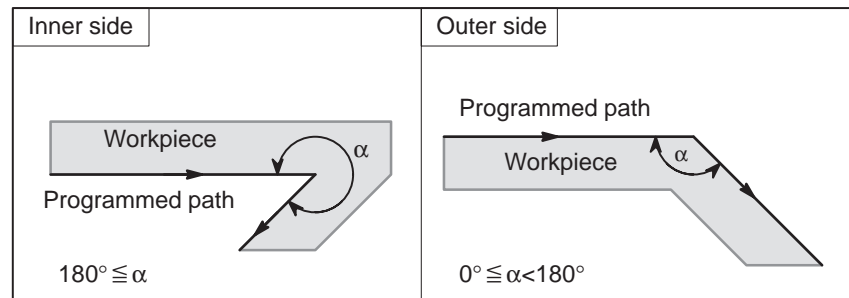 Inner side
Workpiece
α
Programmed path
180° ≦ α
Outer side
Programmed path
Workpiece
α
0° ≦ α<180°